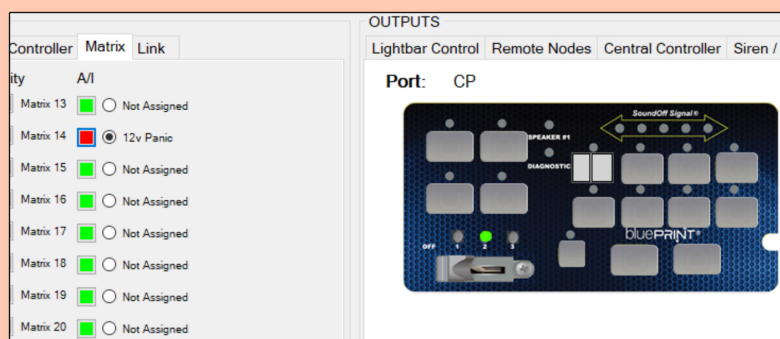 OUTPUTS
Controller Matrix Link
Lightbar Control Remote Nodes Central Controller Siren /
ity A/I
Port: CP
Matrix 13 Not Assigned
Matrix 14 12v Panic
Matrix 15 Not Assigned
Matrix 16 Not Assigned
Matrix 17 Not Assigned
Matrix 18 Not Assigned
Matrix 19 Not Assigned
Matrix 20 Not Assigned
SoundOff Signal®
SPEAKER #1
DIAGNOSTIC
bluePRINT®
OFF 1 2 3